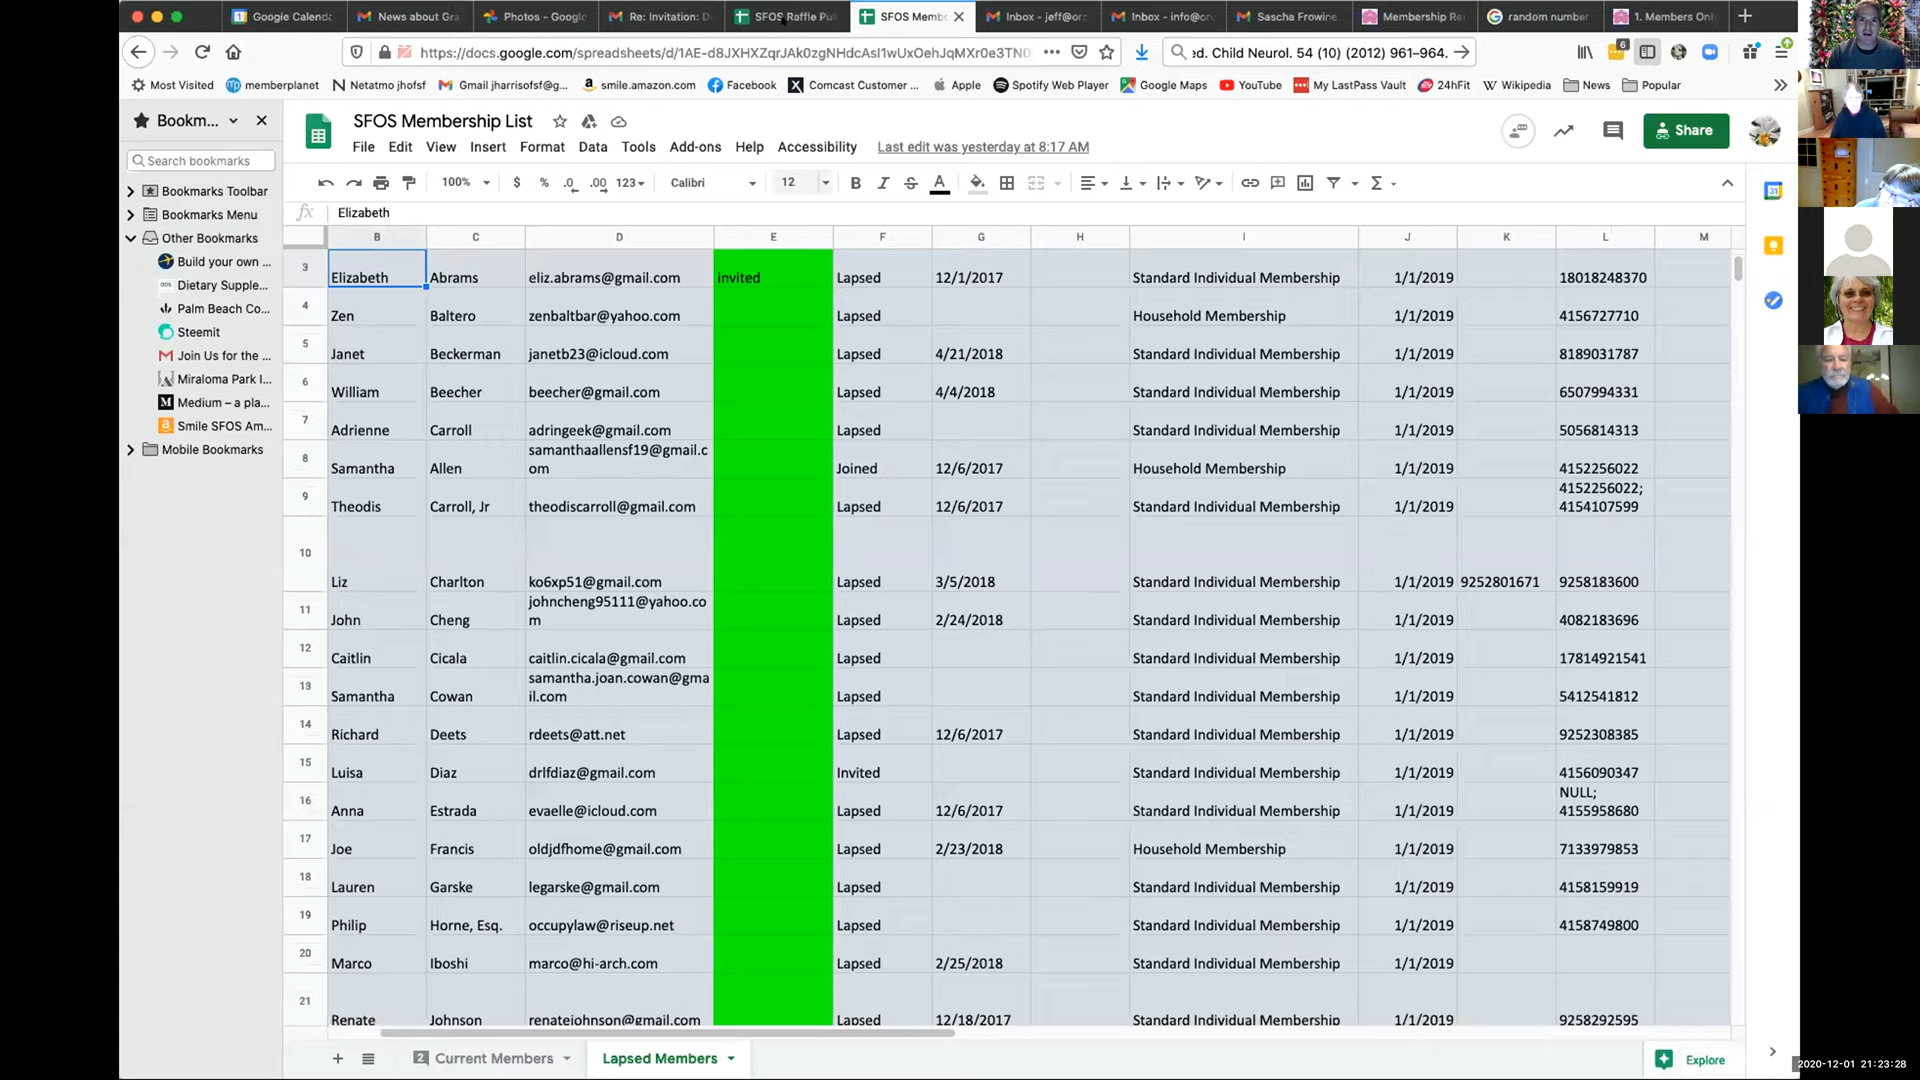 Google Calend
News about Gra
Photos - Google
Re: Invitation: D
SFOS Raffle Pu
SFOS Memb
Inbox - jeff@orc
Inbox - info@orc
Sascha Frowine
Membership Re
random number
1. Members Onl
https://docs.google.com/spreadsheets/d/1AE-d8JXHXZqrJAk0zgNHdcAsl1wUxOehJqMXr0e3TN0
ed. Child Neurol. 54 (10) (2012) 961–964.
6
Most Visited
memberplanet
Netatmo jhofsf
Gmail jharrisofsf@g...
smile.amazon.com
Facebook
Comcast Customer ...
Apple
Spotify Web Player
Google Maps
YouTube
My LastPass Vault
24hFit
Wikipedia
News
Popular
Bookm...
Search bookmarks
Bookmarks Toolbar
Bookmarks Menu
Other Bookmarks
Build your own ...
Dietary Supple...
Palm Beach Co...
Steemit
Join Us for the ...
Miraloma Park I...
Medium – a pla...
Smile SFOS Am...
Mobile Bookmarks
SFOS Membership List
File Edit View Insert Format Data Tools Add-ons Help Accessibility Last edit was yesterday at 8:17 AM
Share
100% $ % .0 .00 123 Calibri 12 B I S A
fx Elizabeth
B C D E F G H I J K L M
3 Elizabeth Abrams eliz.abrams@gmail.com invited Lapsed 12/1/2017 Standard Individual Membership 1/1/2019 18018248370
4 Zen Baltero zenbaltbar@yahoo.com Lapsed Household Membership 1/1/2019 4156727710
5 Janet Beckerman janetb23@icloud.com Lapsed 4/21/2018 Standard Individual Membership 1/1/2019 8189031787
6 William Beecher beecher@gmail.com Lapsed 4/4/2018 Standard Individual Membership 1/1/2019 6507994331
7 Adrienne Carroll adringeek@gmail.com Lapsed Standard Individual Membership 1/1/2019 5056814313
samanthaallensf19@gmail.c
8 Samantha Allen om Joined 12/6/2017 Household Membership 1/1/2019 4152256022
4152256022;
9 Theodis Carroll, Jr theodiscarroll@gmail.com Lapsed 12/6/2017 Standard Individual Membership 1/1/2019 4154107599
10 Liz Charlton ko6xp51@gmail.com Lapsed 3/5/2018 Standard Individual Membership 1/1/2019 9252801671 9258183600
johncheng95111@yahoo.co
11 John Cheng m Lapsed 2/24/2018 Standard Individual Membership 1/1/2019 4082183696
12 Caitlin Cicala caitlin.cicala@gmail.com Lapsed Standard Individual Membership 1/1/2019 17814921541
samantha.joan.cowan@gma
13 Samantha Cowan il.com Lapsed Standard Individual Membership 1/1/2019 5412541812
14 Richard Deets rdeets@att.net Lapsed 12/6/2017 Standard Individual Membership 1/1/2019 9252308385
15 Luisa Diaz drlfdiaz@gmail.com Invited Standard Individual Membership 1/1/2019 4156090347
NULL;
16 Anna Estrada evaelle@icloud.com Lapsed 12/6/2017 Standard Individual Membership 1/1/2019 4155958680
17 Joe Francis oldjdfhome@gmail.com Lapsed 2/23/2018 Household Membership 1/1/2019 7133979853
18 Lauren Garske legarske@gmail.com Lapsed Standard Individual Membership 1/1/2019 4158159919
19 Philip Horne, Esq. occupylaw@riseup.net Lapsed Standard Individual Membership 1/1/2019 4158749800
20 Marco Iboshi marco@hi-arch.com Lapsed 2/25/2018 Standard Individual Membership 1/1/2019
21 Renate Johnson renatejohnson@gmail.com Lapsed 12/18/2017 Standard Individual Membership 1/1/2019 9258292595
2 Current Members
Lapsed Members
Explore
2020-12-01 21:23:28